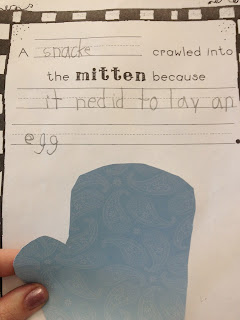 A snacke crawled into
the mitten because
it nedid to lay an
egg